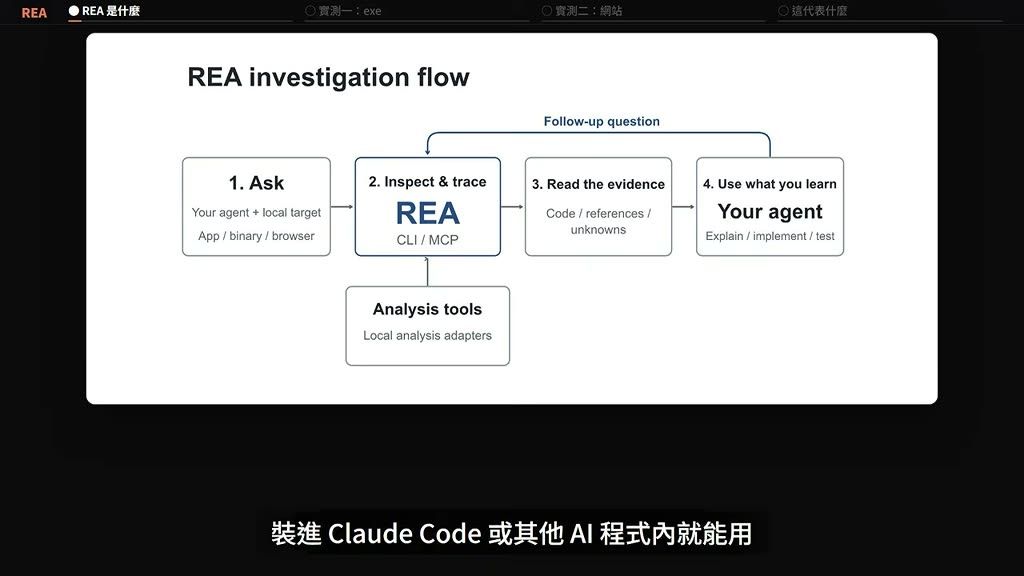 REA
REA 是什麼
實測一：exe
實測二：網站
這代表什麼
REA investigation flow
Follow-up question
1. Ask
Your agent + local target
App / binary / browser
2. Inspect & trace
REA
CLI / MCP
3. Read the evidence
Code / references /
unknowns
4. Use what you learn
Your agent
Explain / implement / test
Analysis tools
Local analysis adapters
裝進 Claude Code 或其他 AI 程式內就能用